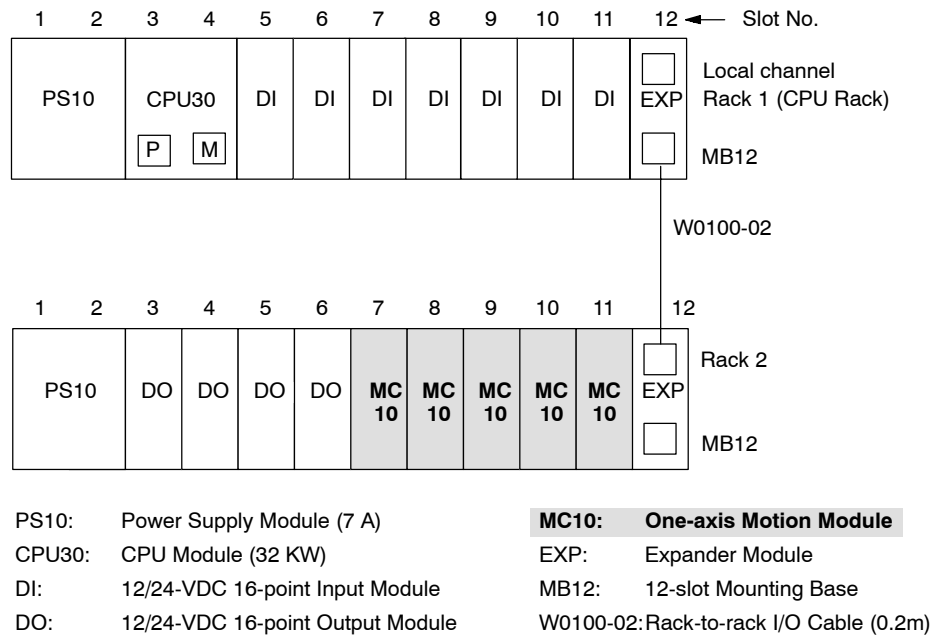 1 2 3 4 5 6 7 8 9 10 11 12 Slot No.
PS10 CPU30 DI DI DI DI DI DI DI EXP
P M
Local channel
Rack 1 (CPU Rack)
MB12
W0100-02
1 2 3 4 5 6 7 8 9 10 11 12
PS10 DO DO DO DO MC 10 MC 10 MC 10 MC 10 MC 10 EXP
Rack 2
MB12
PS10: Power Supply Module (7 A)
CPU30: CPU Module (32 KW)
DI: 12/24-VDC 16-point Input Module
DO: 12/24-VDC 16-point Output Module
MC10: One-axis Motion Module
EXP: Expander Module
MB12: 12-slot Mounting Base
W0100-02:Rack-to-rack I/O Cable (0.2m)